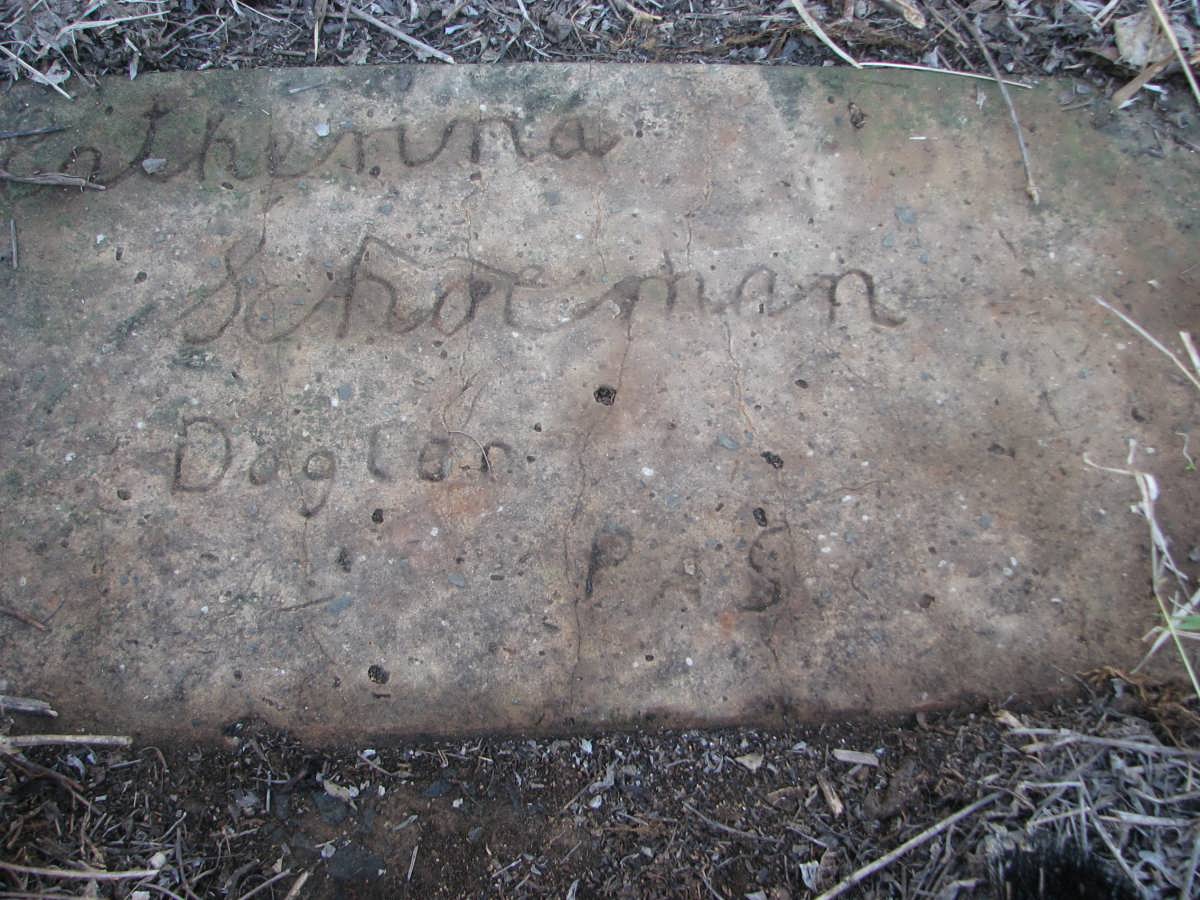 Catherina
Schoeman
Dogter
P & S